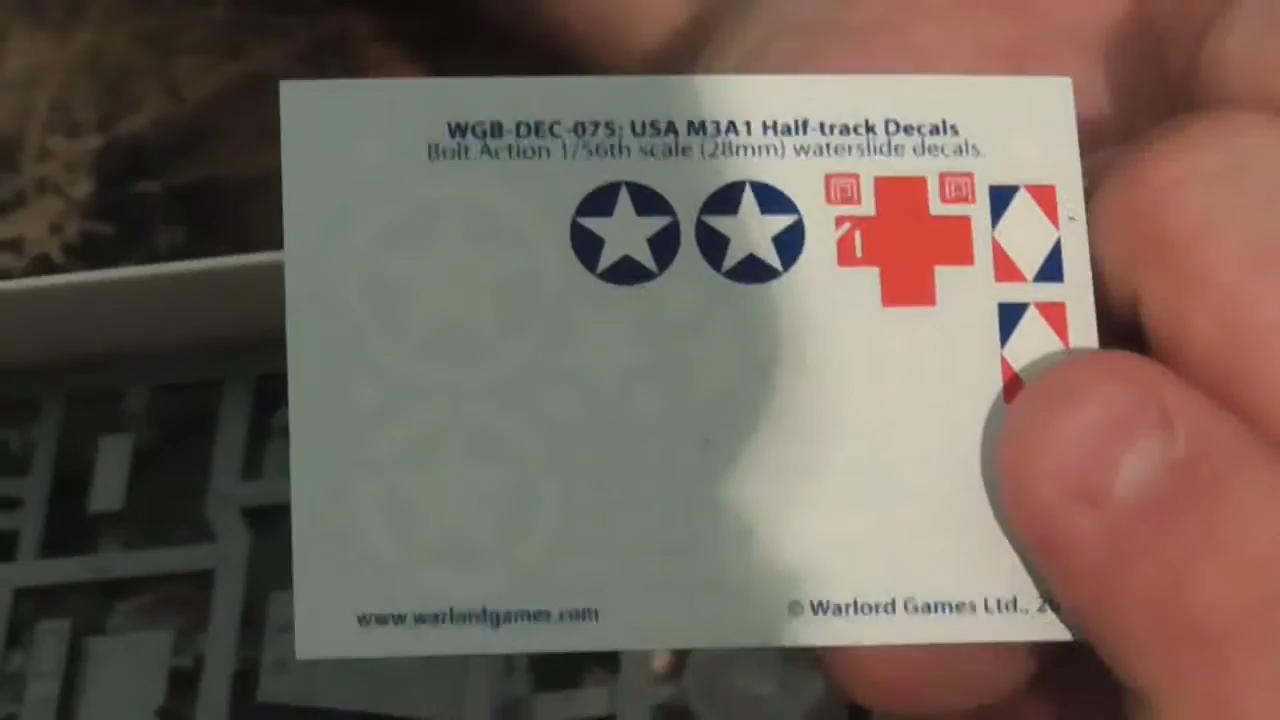 WGB-DEC-075: USA M3A1 Half-track Decals
Bolt Action 1/56th scale (28mm) waterslide decals.
www.warlordgames.com
© Warlord Games Ltd.,